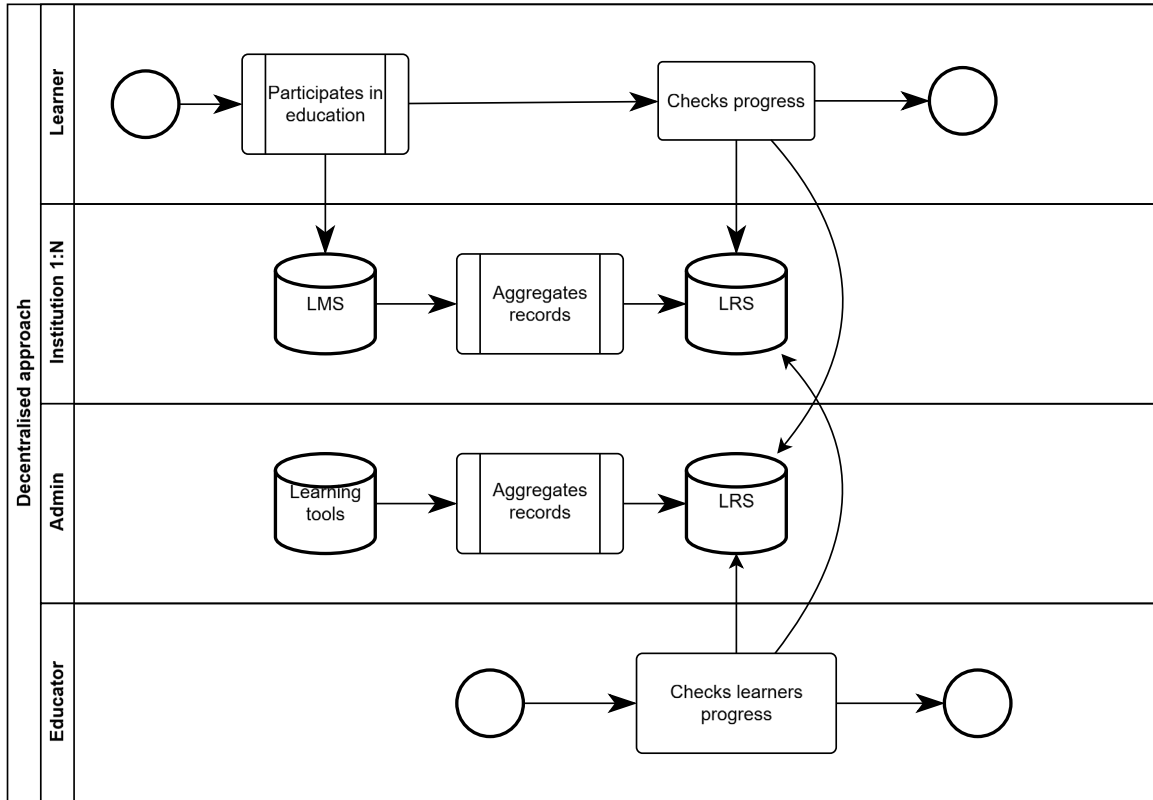 Decentralised approach
Learner
Participates in
education
Checks progress
Institution 1:N
LMS
Aggregates
records
LRS
Admin
Learning
tools
Aggregates
records
LRS
Educator
Checks learners
progress